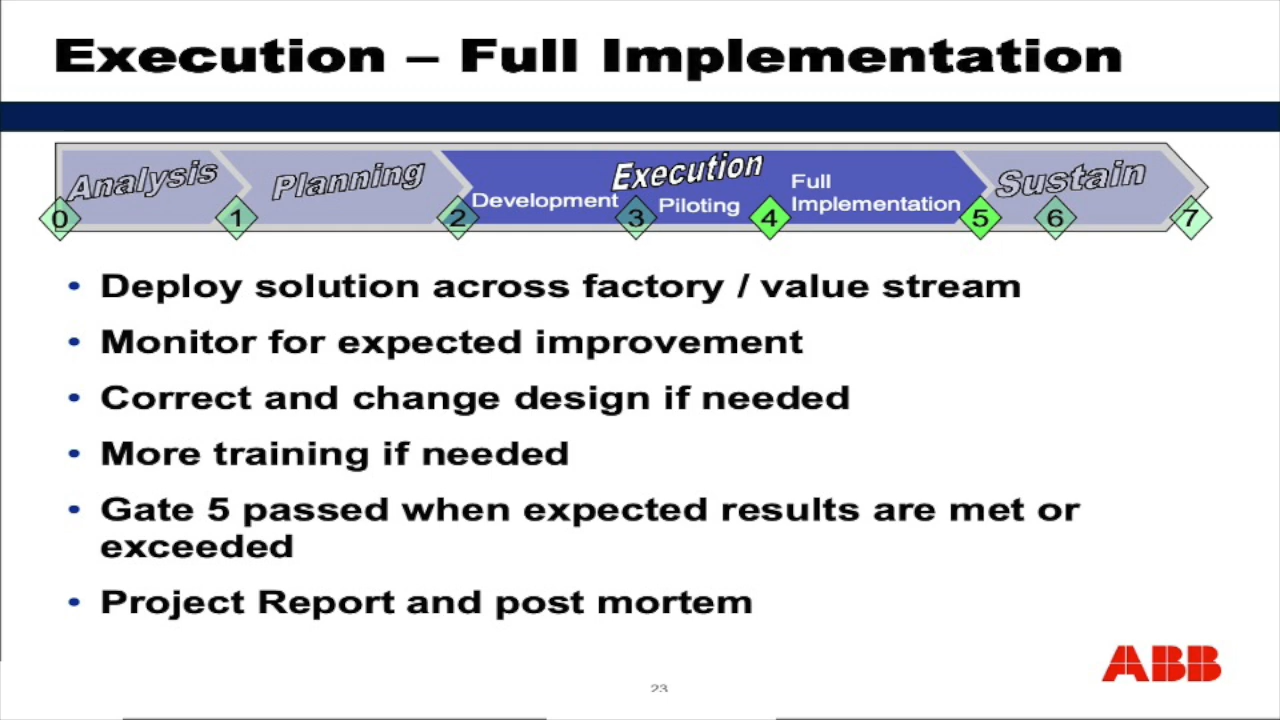 Execution – Full Implementation
Analysis
Planning
Execution
Development
Piloting
Full
Implementation
Sustain
0
1
2
3
4
5
6
7
• Deploy solution across factory / value stream
• Monitor for expected improvement
• Correct and change design if needed
• More training if needed
• Gate 5 passed when expected results are met or
exceeded
• Project Report and post mortem
23
ABB